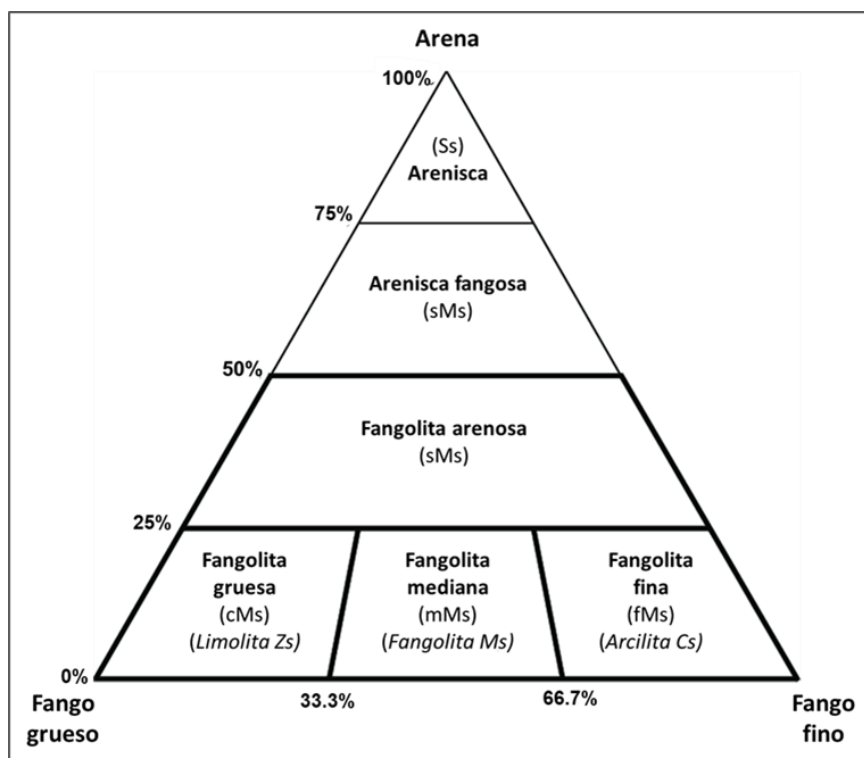 Arena
100%
(Ss)
Arenisca
75%
Arenisca fangosa
(sMs)
50%
Fangolita arenosa
(sMs)
25%
Fangolita
gruesa
(cMs)
(Limolita Zs)
Fangolita
mediana
(mMs)
(Fangolita Ms)
Fangolita
fina
(fMs)
(Arcilita Cs)
0%
Fango
grueso
33.3%
66.7%
Fango
fino